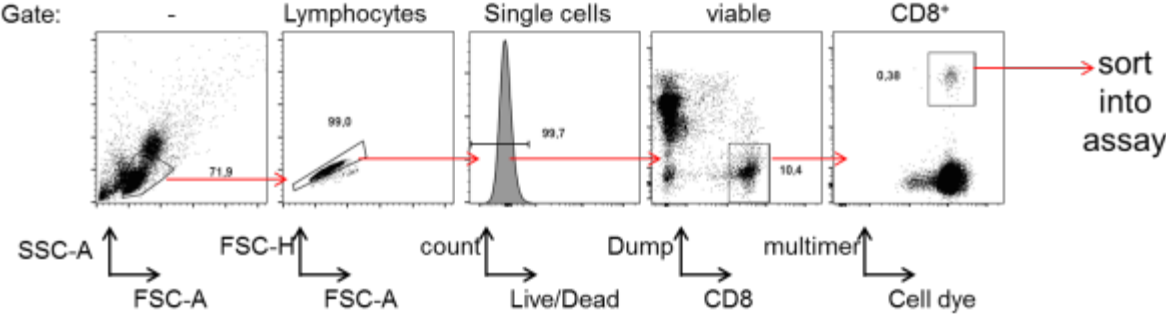 Gate: - Lymphocytes Single cells viable CD8+
71,9
99,0
99,7
10,4
0,38
sort
into
assay
SSC-A FSC-H count Dump multimer
FSC-A FSC-A Live/Dead CD8 Cell dye